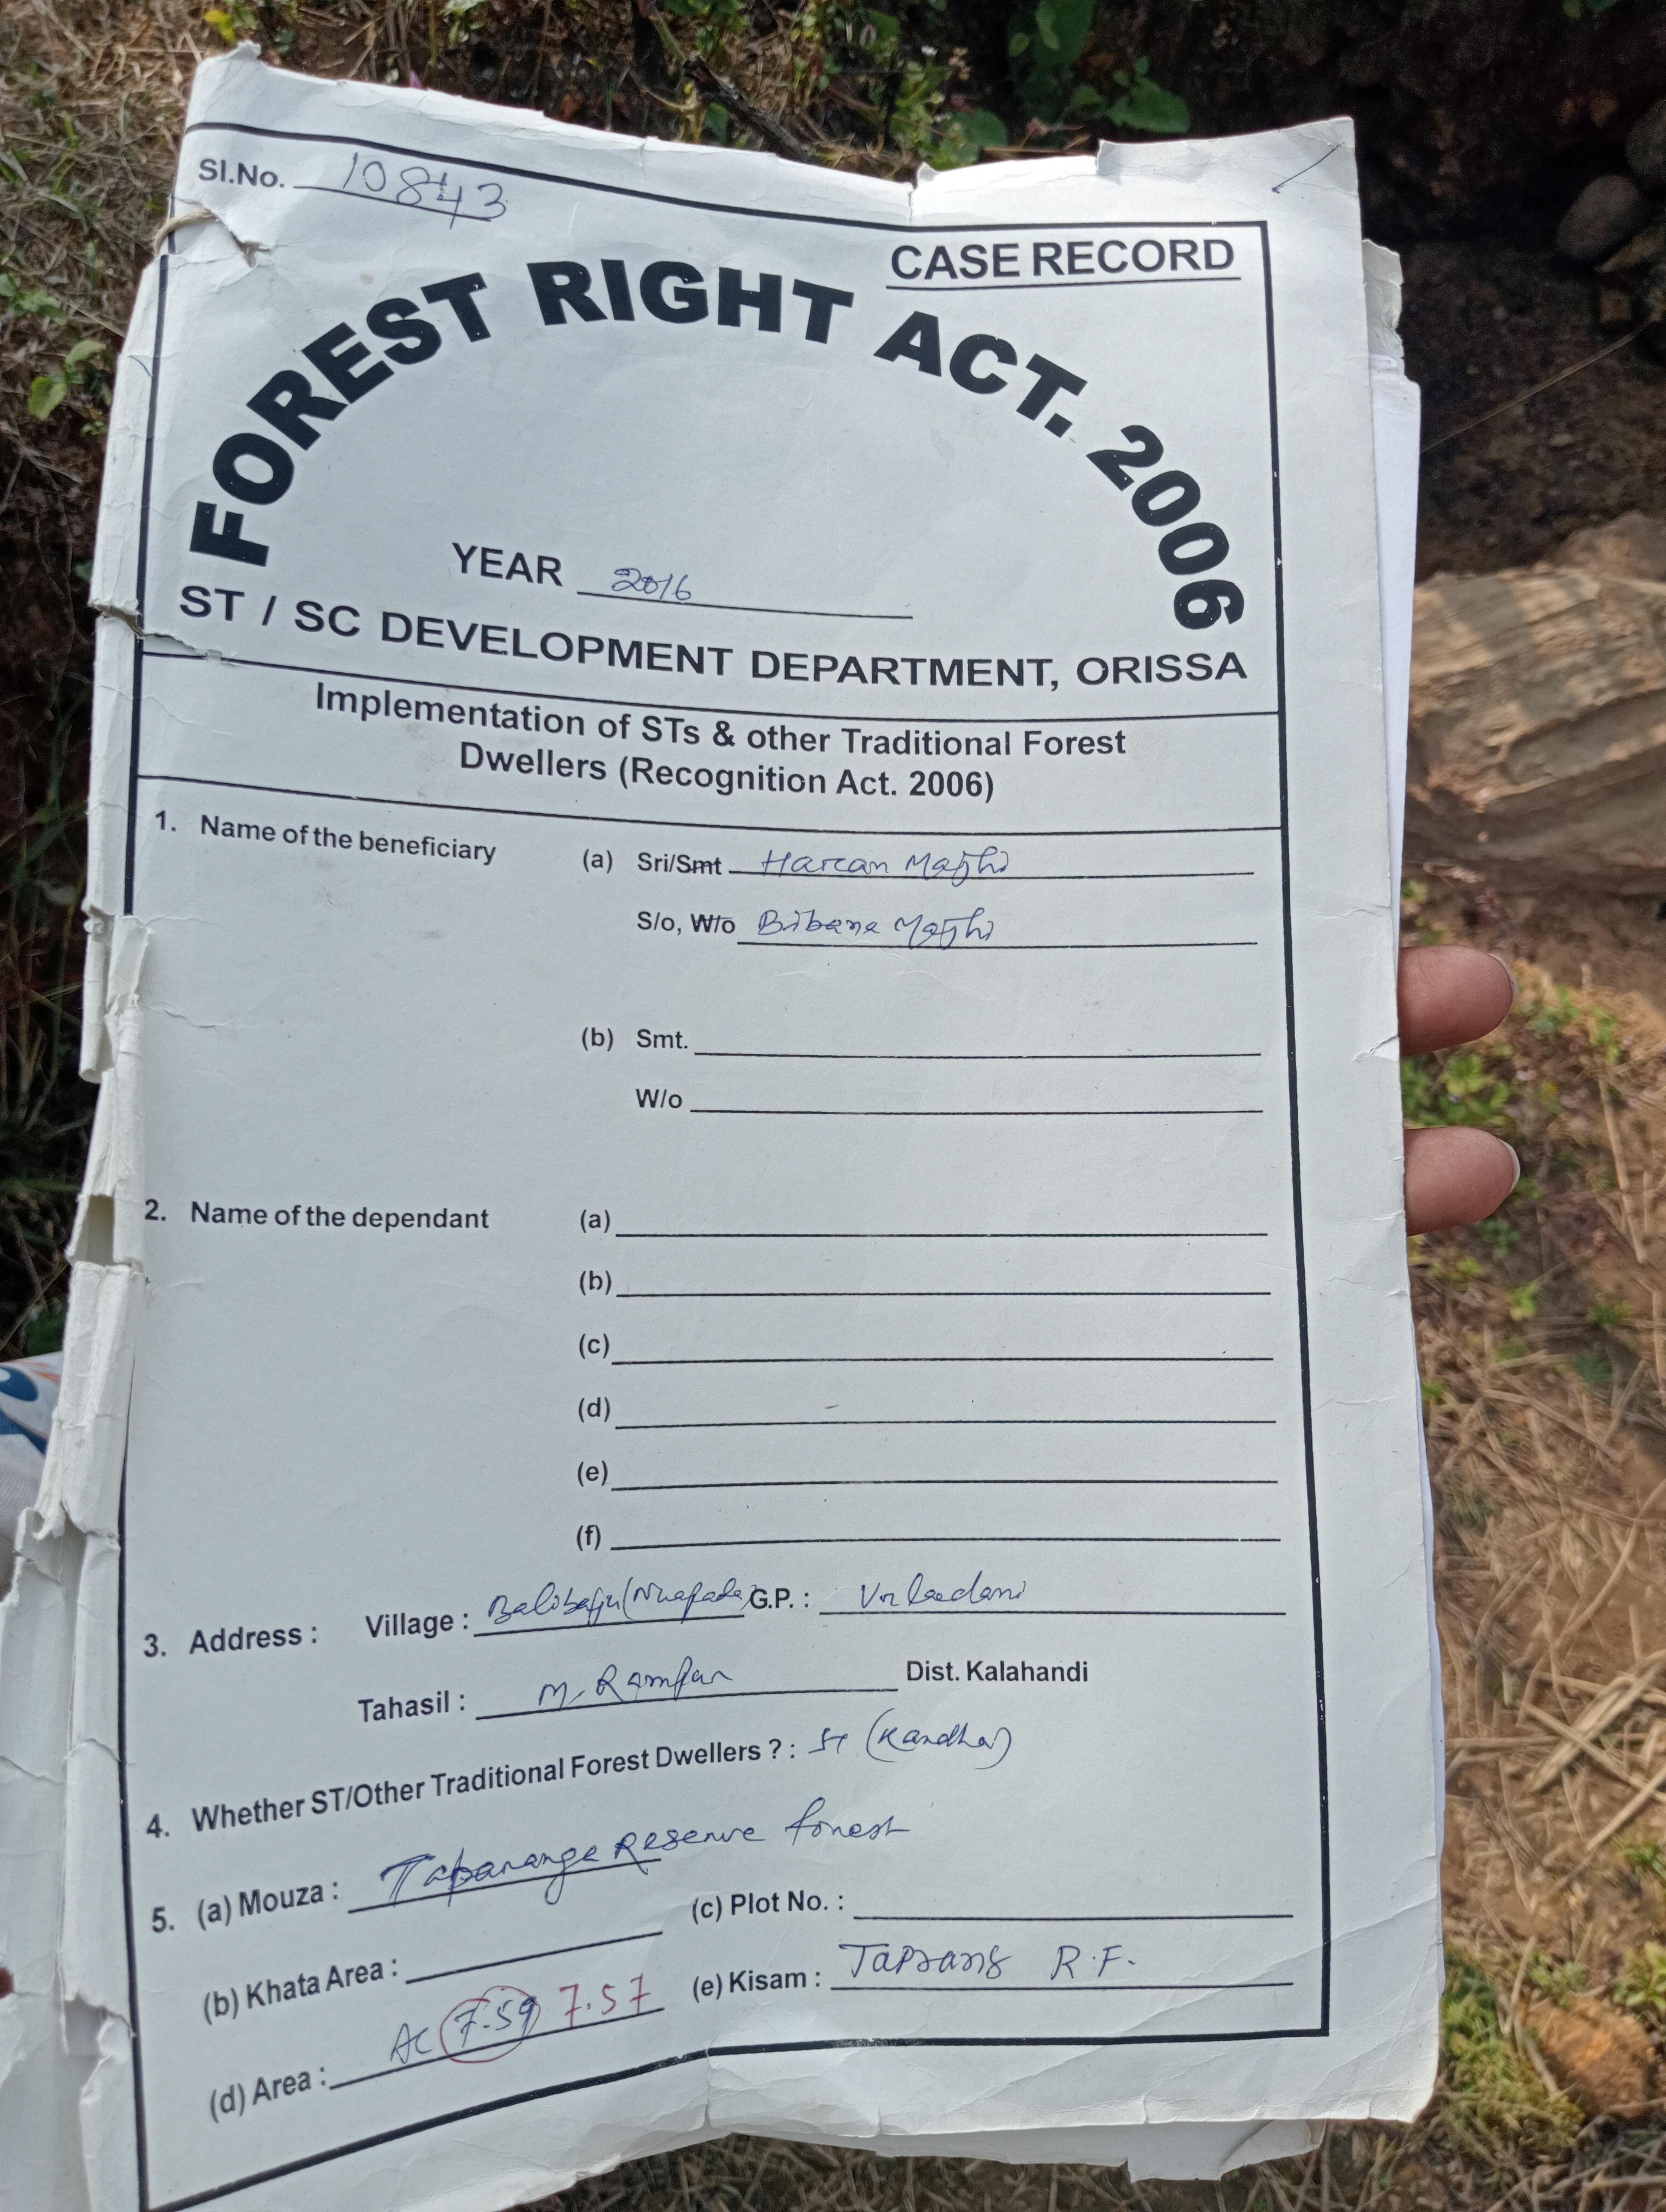 Sl.No. 10843
CASE RECORD
FOREST RIGHT ACT. 2006
YEAR 2016
ST / SC DEVELOPMENT DEPARTMENT, ORISSA
Implementation of STs & other Traditional Forest
Dwellers (Recognition Act. 2006)
1. Name of the beneficiary (a) Sri/Smt Harcan Majhi
S/o, W/o Bibana Majhi
(b) Smt.
W/o
2. Name of the dependant (a)
(b)
(c)
(d)
(e)
(f)
3. Address : Village : (Nuapada) G.P. :
Tahasil : M. Rampur Dist. Kalahandi
4. Whether ST/Other Traditional Forest Dwellers ? : ST (Kandha)
5. (a) Mouza : Taparange Reserve forest
(b) Khata Area : (c) Plot No. :
(d) Area : AC 7.59 7.57 (e) Kisam : Taprang R.F.